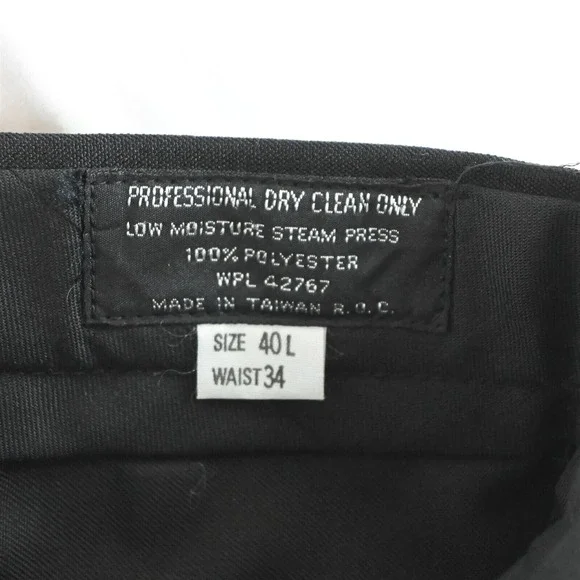 PROFESSIONAL DRY CLEAN ONLY
LOW MOISTURE STEAM PRESS
100% POLYESTER
WPL 42767
MADE IN TAIWAN R.O.C.
SIZE 40 L
WAIST 34